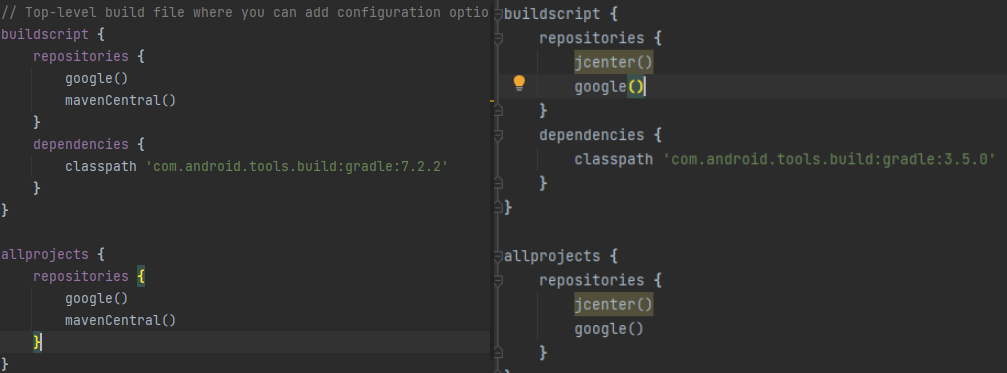 // Top-level build file where you can add configuration optio
buildscript {
repositories {
google()
mavenCentral()
}
dependencies {
classpath 'com.android.tools.build:gradle:7.2.2'
}
}
allprojects {
repositories {
google()
mavenCentral()
}
}
buildscript {
repositories {
jcenter()
google()
}
dependencies {
classpath 'com.android.tools.build:gradle:3.5.0'
}
}
allprojects {
repositories {
jcenter()
google()
}
}